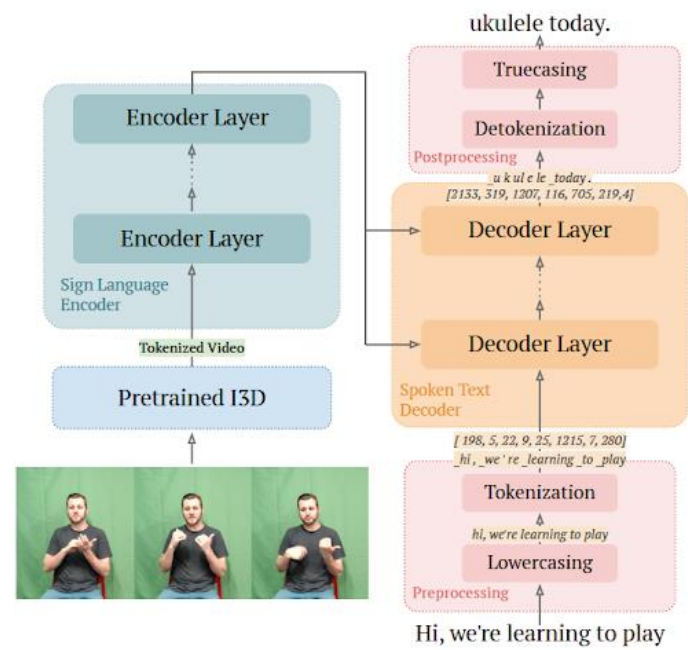 ukulele today.
Truecasing
Detokenization
Postprocessing
_u k ul e le _today .
[2133, 319, 1207, 116, 705, 219,4]
Encoder Layer
Encoder Layer
Sign Language
Encoder
Tokenized Video
Pretrained I3D
Decoder Layer
Decoder Layer
Spoken Text
Decoder
[ 198, 5, 22, 9, 25, 1215, 7, 280]
_hi , _we ' re _learning _to _play
Tokenization
hi, we're learning to play
Lowercasing
Preprocessing
Hi, we're learning to play